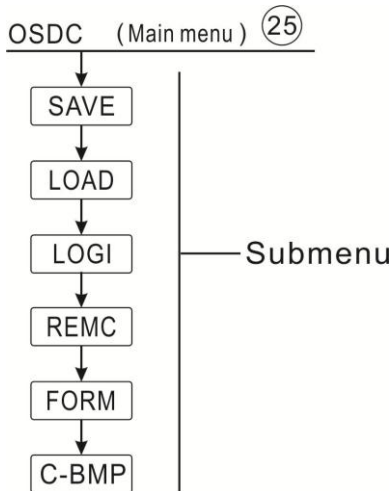 OSDC (Main menu) 25
SAVE
LOAD
LOGI
Submenu
REMC
FORM
C-BMP